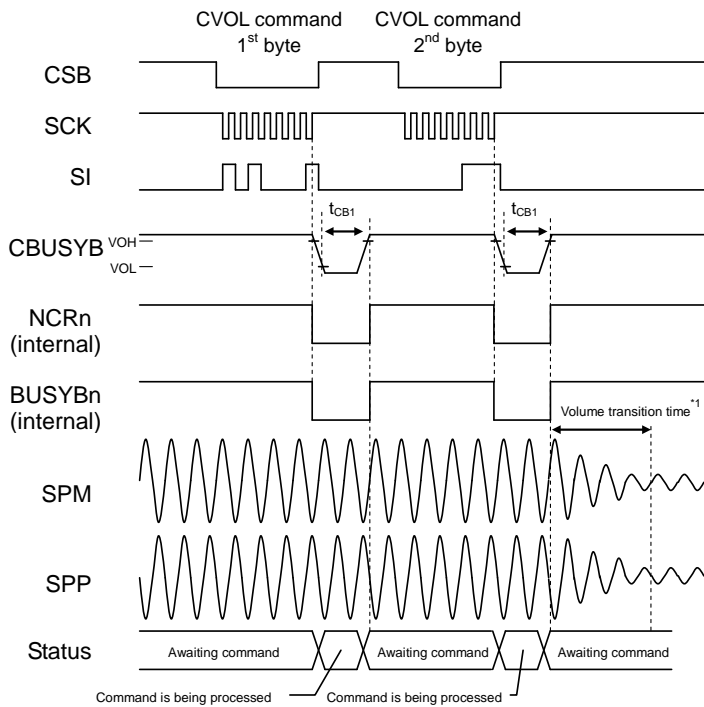 CVOL command
1st byte
CVOL command
2nd byte
CSB
SCK
SI
tCB1
tCB1
CBUSYB
VOH
VOL
NCRn
(internal)
BUSYBn
(internal)
Volume transition time*1
SPM
SPP
Status
Awaiting command
Awaiting command
Awaiting command
Command is being processed
Command is being processed